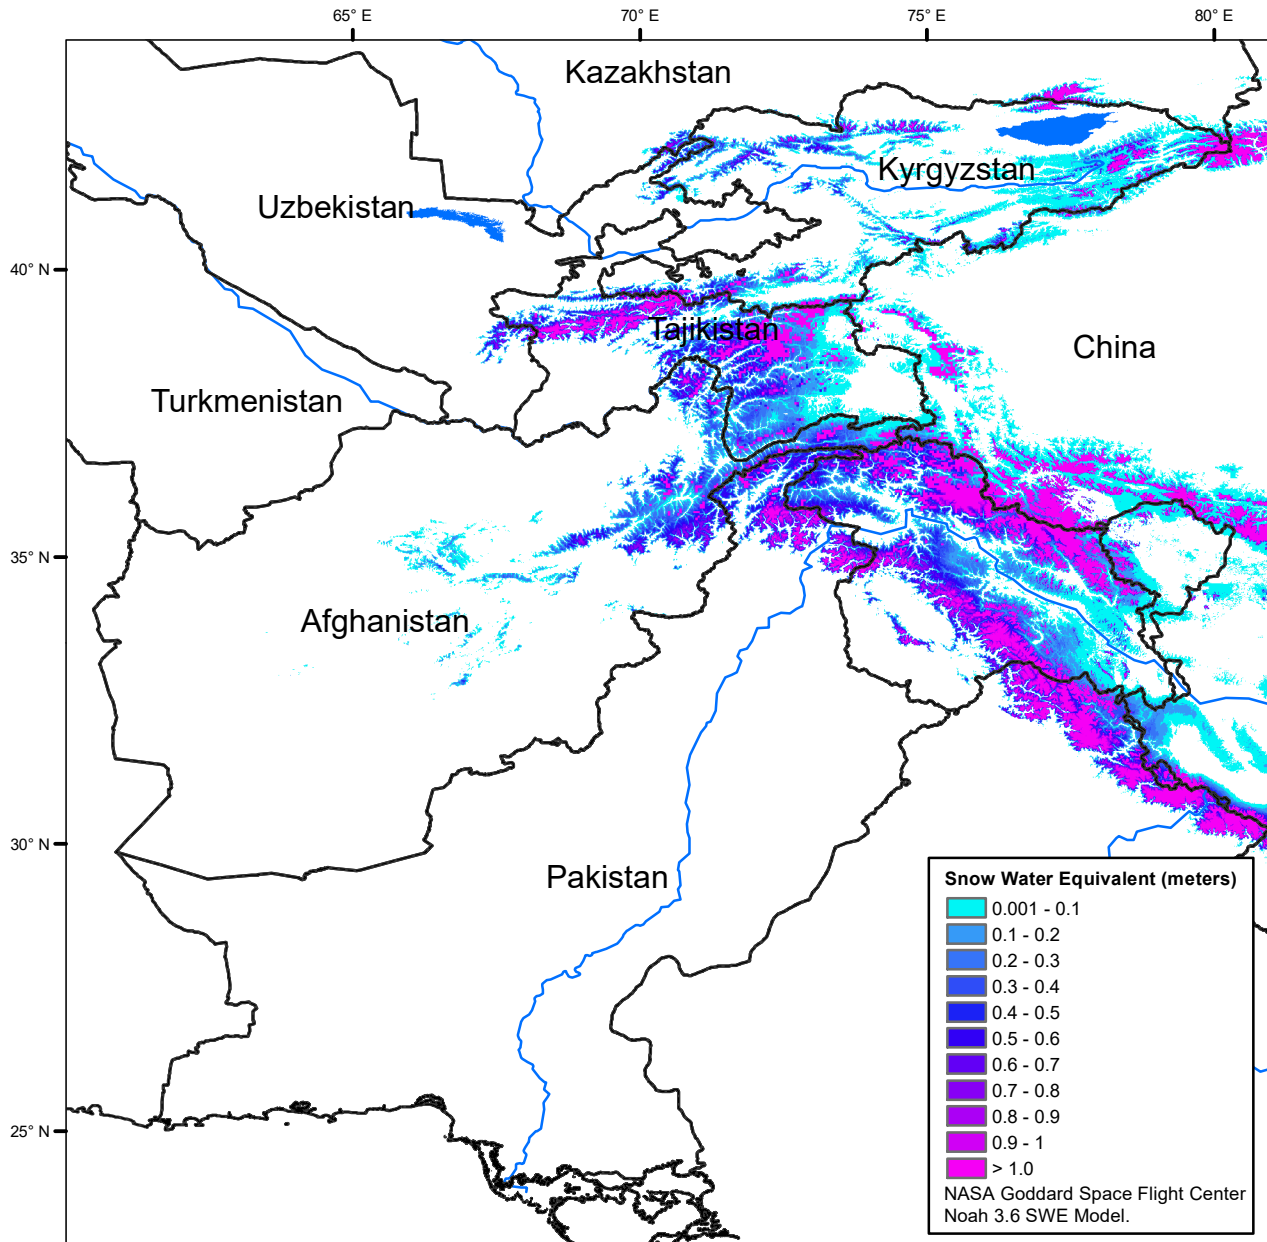 65° E
70° E
75° E
80° E
Kazakhstan
Kyrgyzstan
Uzbekistan
40° N
Tajikistan
China
Turkmenistan
35° N
Afghanistan
30° N
Pakistan
25° N
Snow Water Equivalent (meters)
0.001 - 0.1
0.1 - 0.2
0.2 - 0.3
0.3 - 0.4
0.4 - 0.5
0.5 - 0.6
0.6 - 0.7
0.7 - 0.8
0.8 - 0.9
0.9 - 1
> 1.0
NASA Goddard Space Flight Center
Noah 3.6 SWE Model.